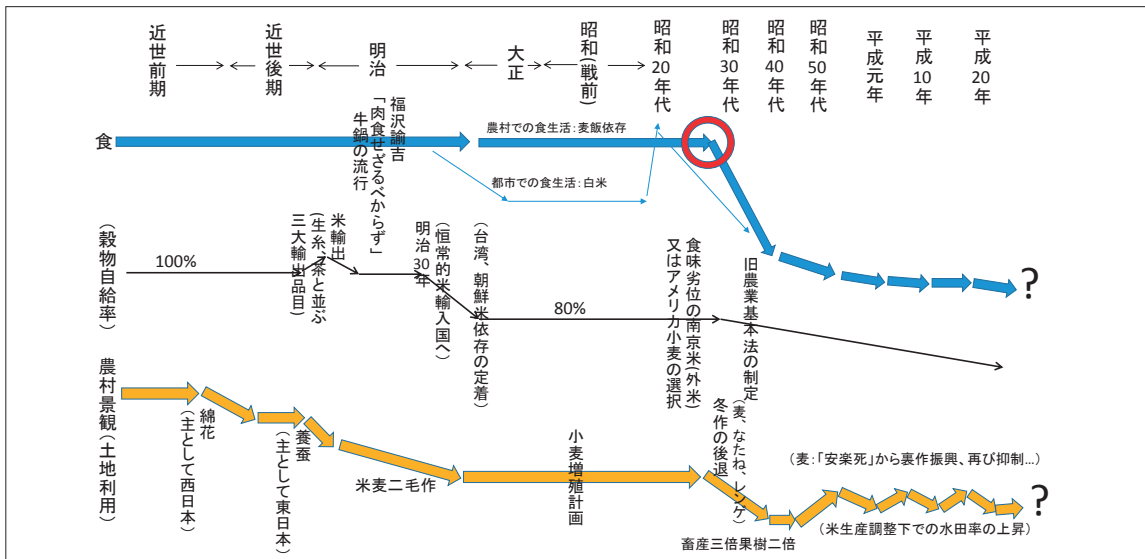 近世前期
近世後期
明治
大正
昭和(戦前)
昭和20年代
昭和30年代
昭和40年代
昭和50年代
平成元年
平成10年
平成20年
食
福沢諭吉
「肉食せざるべからず」
牛鍋の流行
農村での食生活：麦飯依存
都市での食生活：白米
(穀物自給率)
100%
米輸出
(生糸、茶と並ぶ
三大輸出品目)
明治30年
(恒常的米輸入国へ)
(台湾、朝鮮米依存の定着)
80%
食味劣位の南京米(外米)
又はアメリカ小麦の選択
旧農業基本法の制定
?
農村景観(土地利用)
綿花
(主として西日本)
養蚕
(主として東日本)
米麦二毛作
小麦増殖計画
冬作の後退
(麦、なたね、レンゲ)
畜産三倍果樹二倍
(麦：「安楽死」から裏作振興、再び抑制…)
(米生産調整下での水田率の上昇)
?